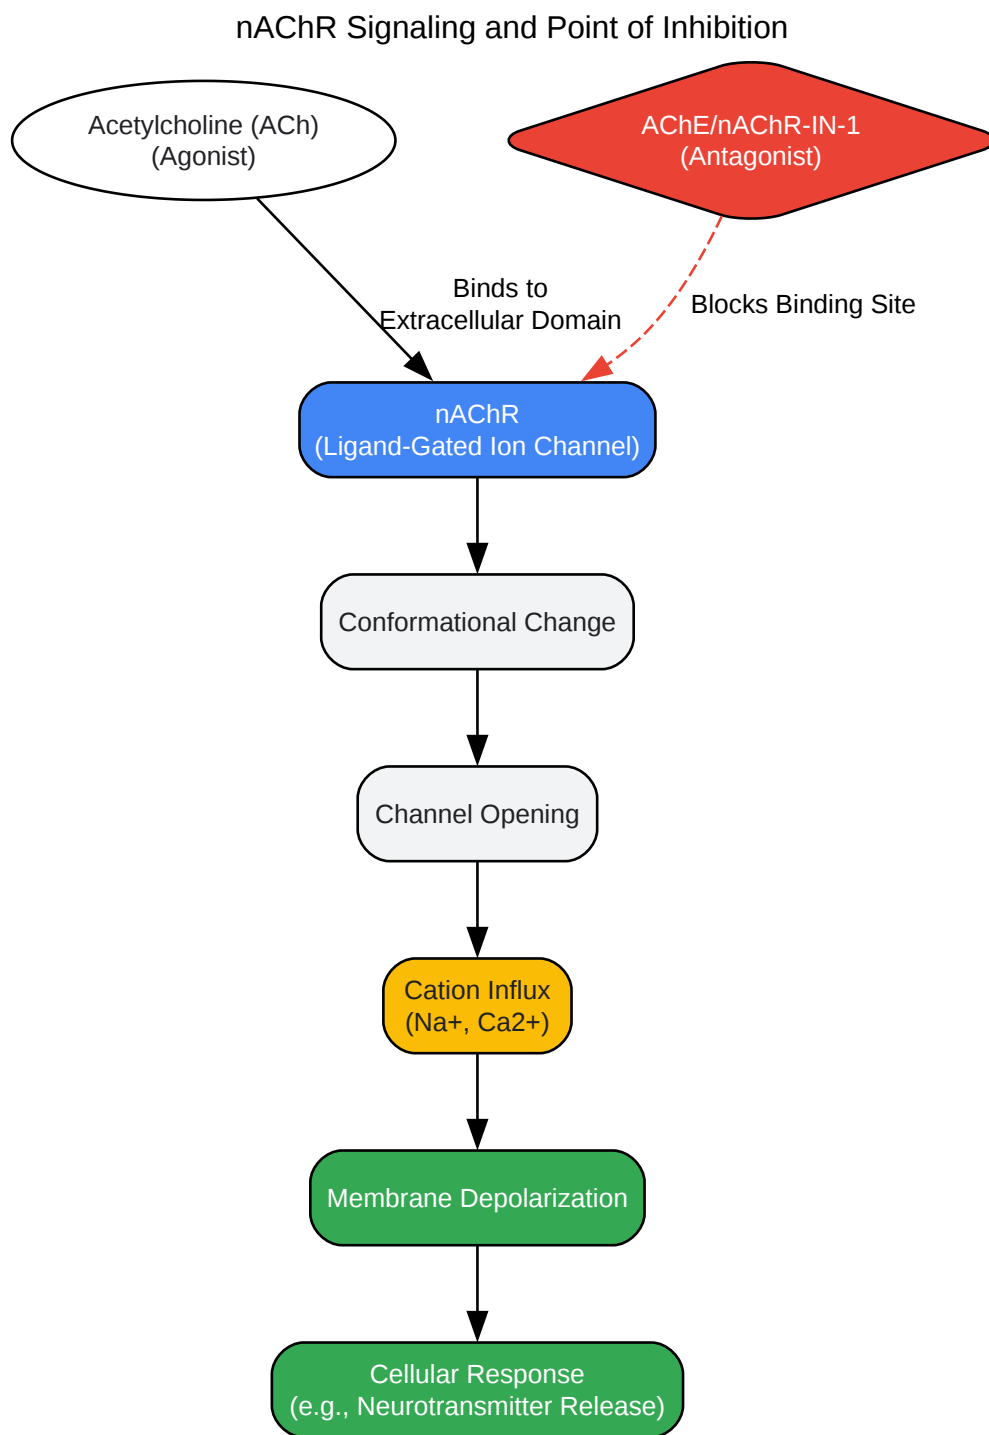 nAChR Signaling and Point of Inhibition
Acetylcholine (ACh)
(Agonist)
AChE/nAChR-IN-1
(Antagonist)
Binds to
Extracellular Domain
Blocks Binding Site
nAChR
(Ligand-Gated Ion Channel)
Conformational Change
Channel Opening
Cation Influx
(Na+, Ca2+)
Membrane Depolarization
Cellular Response
(e.g., Neurotransmitter Release)